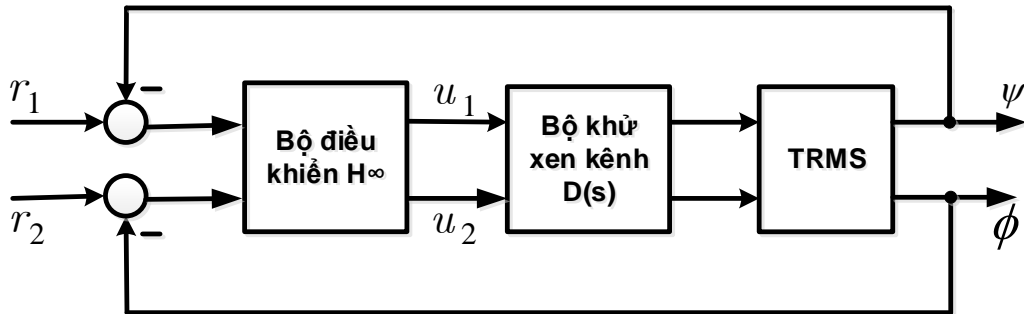 r₁
−
u₁
ψ
Bộ điều
khiển H∞
Bộ khử
xen kênh
D(s)
TRMS
r₂
−
u₂
ϕ